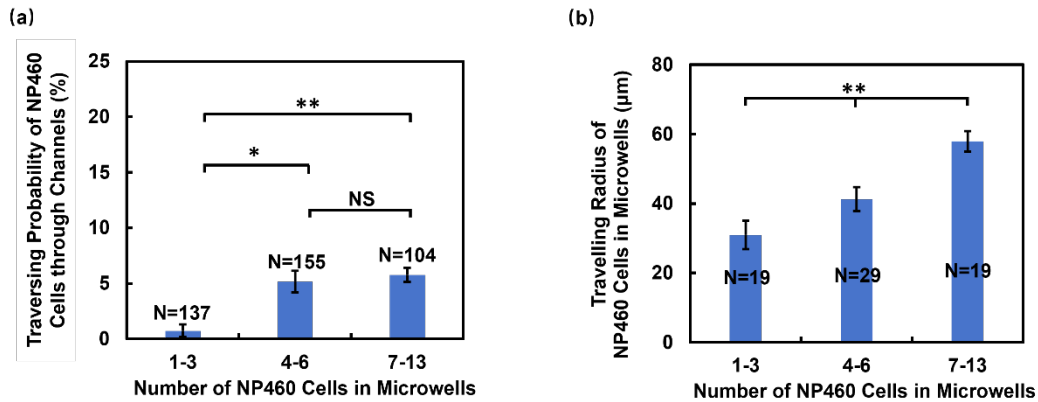 (a)
Traversing Probability of NP460
Cells through Channels (%)
25
20
15
10
5
0
**
*
NS
N=137
N=155
N=104
1-3
4-6
7-13
Number of NP460 Cells in Microwells
(b)
Travelling Radius of
NP460 Cells in Microwells (μm)
80
60
40
20
0
**
N=19
N=29
N=19
1-3
4-6
7-13
Number of NP460 Cells in Microwells